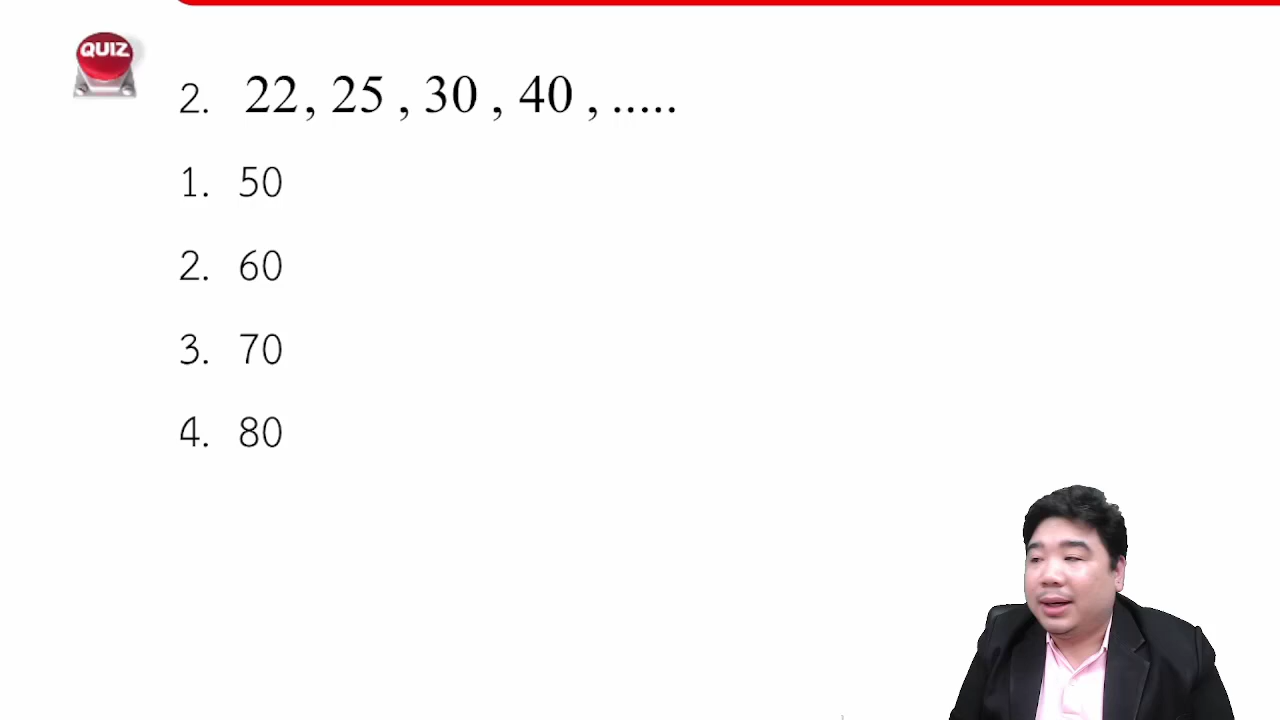 QUIZ
2. 22, 25 , 30 , 40 , .....
1. 50
2. 60
3. 70
4. 80